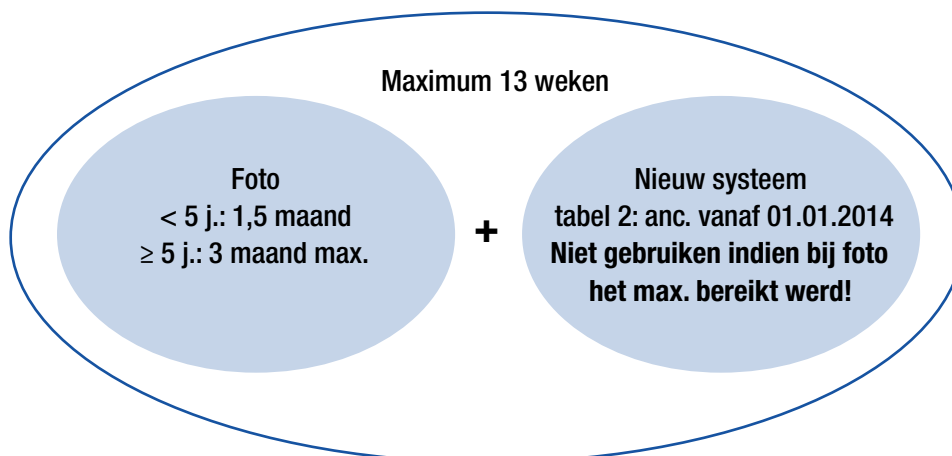 Maximum 13 weken
Foto
< 5 j.: 1,5 maand
≥ 5 j.: 3 maand max.
+
Nieuw systeem
tabel 2: anc. vanaf 01.01.2014
Niet gebruiken indien bij foto
het max. bereikt werd!